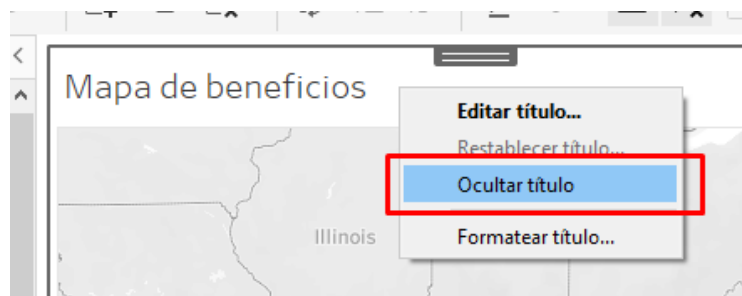 Mapa de beneficios
Editar título...
Restablecer título...
Ocultar título
Illinois
Formatear título...